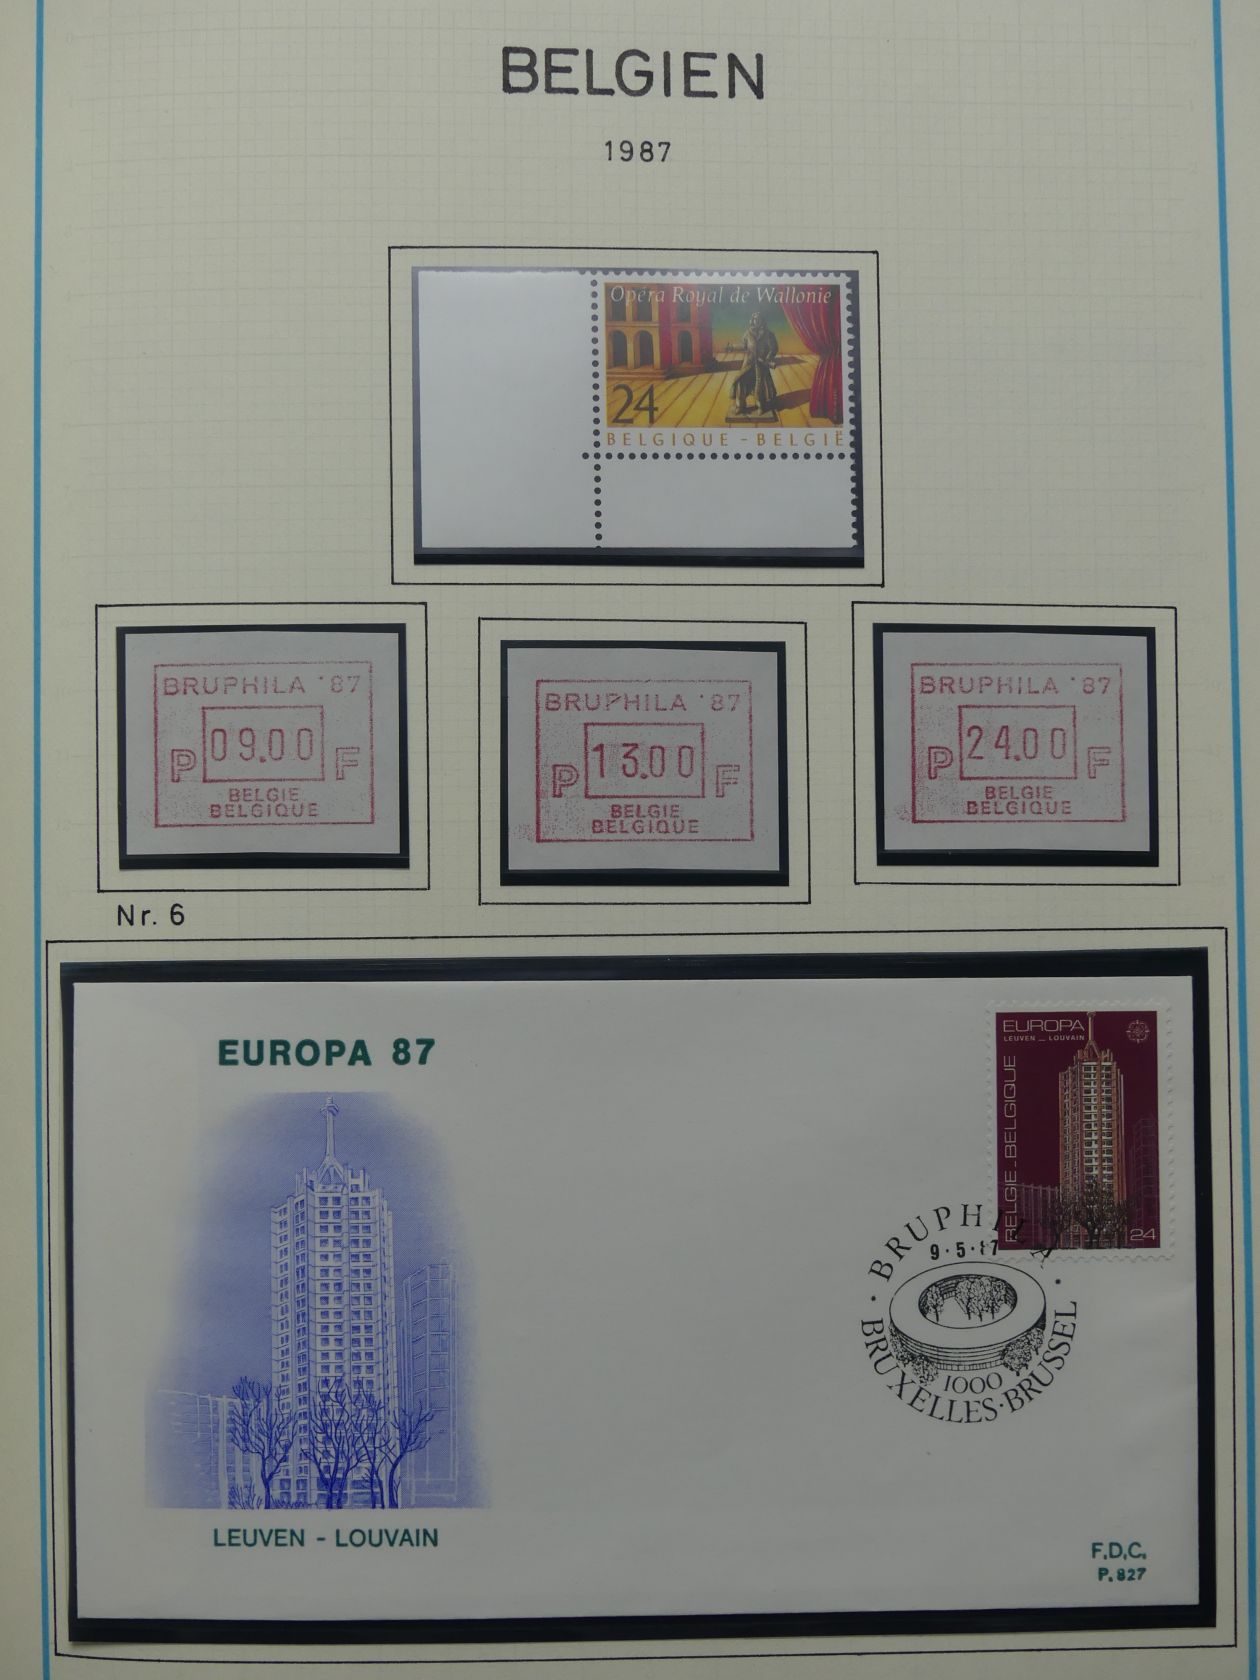 BELGIEN
1987
Opéra Royal de Wallonie
24
BELGIQUE - BELGIË
BRUPHILA '87
P 09.00 F
BELGIE
BELGIQUE
BRUPHILA '87
P 13.00 F
BELGIE
BELGIQUE
BRUPHILA '87
P 24.00 F
BELGIE
BELGIQUE
Nr. 6
EUROPA 87
LEUVEN - LOUVAIN
EUROPA
LEUVEN _ LOUVAIN
BELGIE_BELGIQUE
24
BRUPHILA
9·5·87
1000
BRUXELLES·BRUSSEL
F.D.C.
P.827